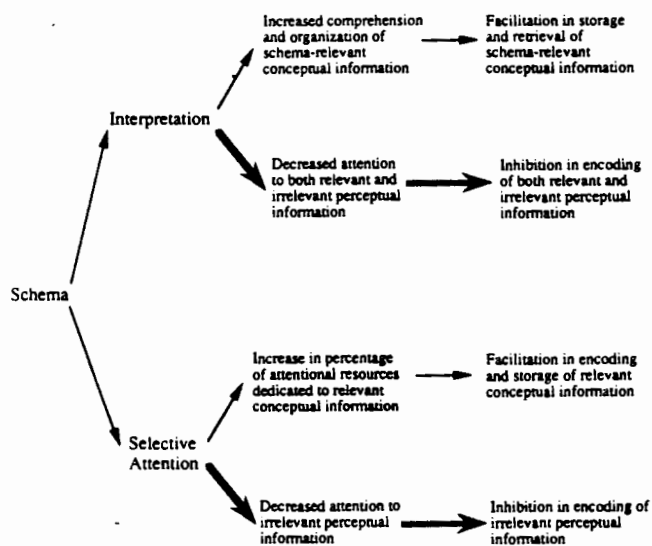 Increased comprehension
and organization of
schema-relevant
conceptual information
Facilitation in storage
and retrieval of
schema-relevant
conceptual information
Interpretation
Decreased attention
to both relevant and
irrelevant perceptual
information
Inhibition in encoding
of both relevant and
irrelevant perceptual
information
Schema
Increase in percentage
of attentional resources
dedicated to relevant
conceptual information
Facilitation in encoding
and storage of relevant
conceptual information
Selective
Attention
Decreased attention to
irrelevant perceptual
information
Inhibition in encoding of
irrelevant perceptual
information